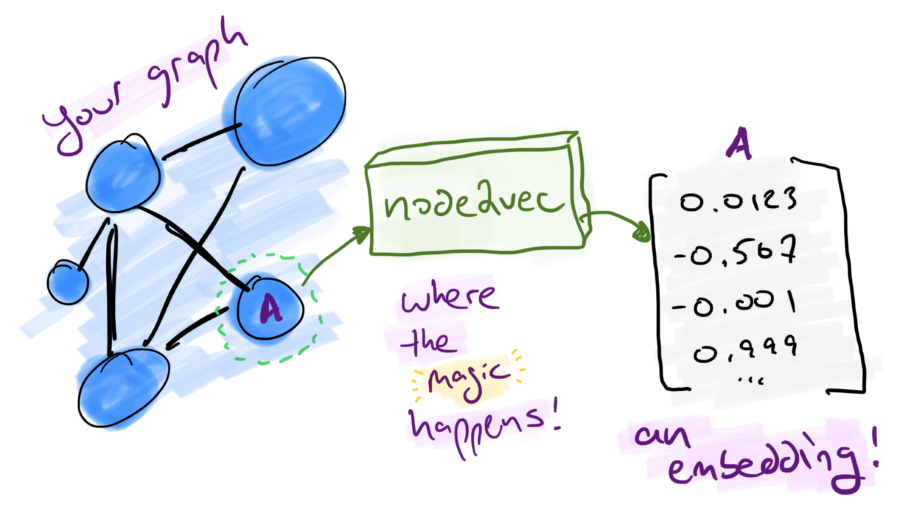 your graph
A
node2vec
where
the
magic
happens!
A
0.0123
-0.567
-0.001
0.999
...
an
embedding!